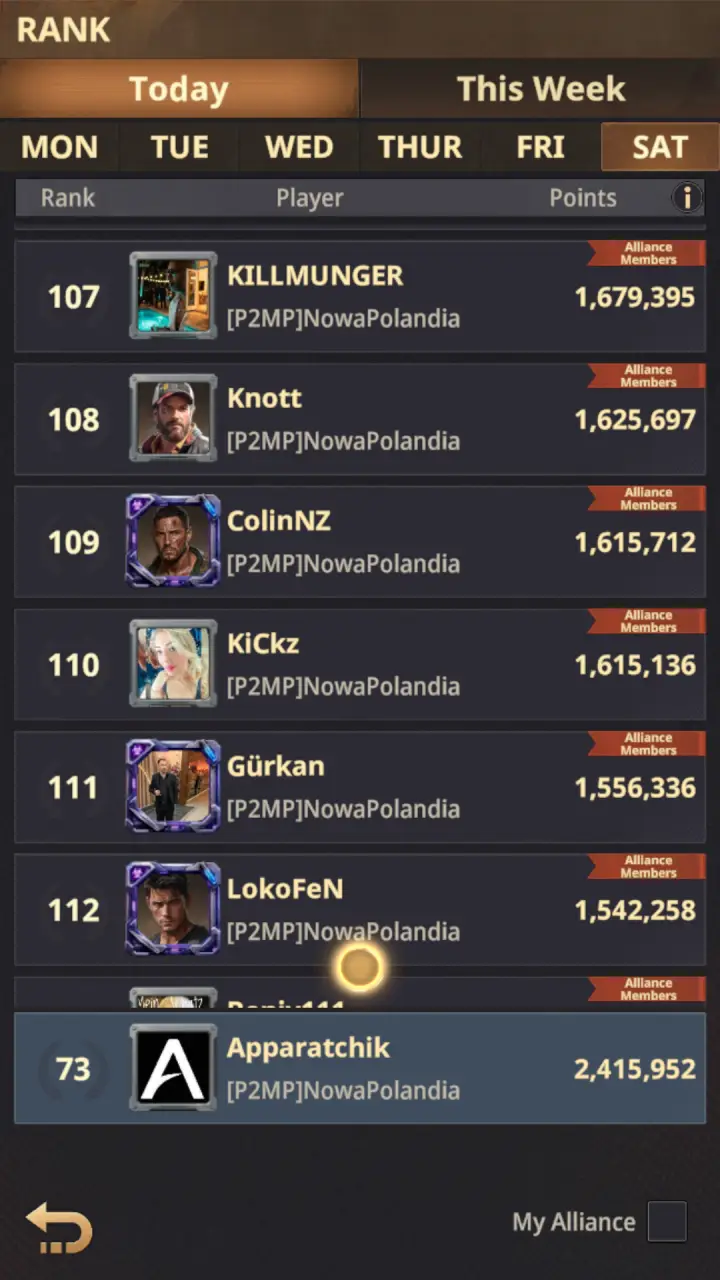 RANK
Today
This Week
MON TUE WED THUR FRI SAT
Rank Player Points i
Alliance
Members
107 KILLMUNGER 1,679,395
[P2MP]NowaPolandia
Alliance
Members
108 Knott 1,625,697
[P2MP]NowaPolandia
Alliance
Members
109 ColinNZ 1,615,712
[P2MP]NowaPolandia
Alliance
Members
110 KiCkz 1,615,136
[P2MP]NowaPolandia
Alliance
Members
111 Gürkan 1,556,336
[P2MP]NowaPolandia
Alliance
Members
112 LokoFeN 1,542,258
[P2MP]NowaPolandia
Alliance
Members
73 Apparatchik 2,415,952
[P2MP]NowaPolandia
My Alliance